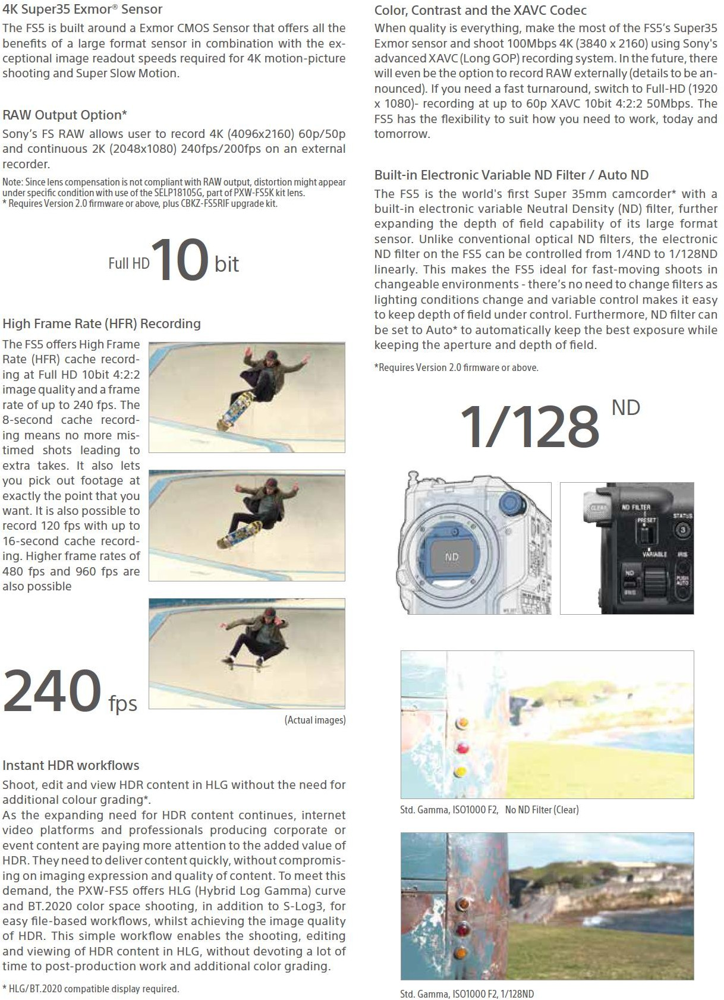 4K Super35 Exmor® Sensor
The FS5 is built around a Exmor CMOS Sensor that offers all the
benefits of a large format sensor in combination with the ex-
ceptional image readout speeds required for 4K motion-picture
shooting and Super Slow Motion.
RAW Output Option*
Sony’s FS RAW allows user to record 4K (4096x2160) 60p/50p
and continuous 2K (2048x1080) 240fps/200fps on an external
recorder.
Note: Since lens compensation is not compliant with RAW output, distortion might appear
under specific condition with use of the SELP18105G, part of PXW-FS5K kit lens.
* Requires Version 2.0 firmware or above, plus CBKZ-FS5RIF upgrade kit.
Full HD 10 bit
High Frame Rate (HFR) Recording
The FS5 offers High Frame
Rate (HFR) cache record-
ing at Full HD 10bit 4:2:2
image quality and a frame
rate of up to 240 fps. The
8-second cache record-
ing means no more mis-
timed shots leading to
extra takes. It also lets
you pick out footage at
exactly the point that you
want. It is also possible to
record 120 fps with up to
16-second cache record-
ing. Higher frame rates of
480 fps and 960 fps are
also possible
240 fps
(Actual images)
Instant HDR workflows
Shoot, edit and view HDR content in HLG without the need for
additional colour grading*.
As the expanding need for HDR content continues, internet
video platforms and professionals producing corporate or
event content are paying more attention to the added value of
HDR. They need to deliver content quickly, without compromis-
ing on imaging expression and quality of content. To meet this
demand, the PXW-FS5 offers HLG (Hybrid Log Gamma) curve
and BT.2020 color space shooting, in addition to S-Log3, for
easy file-based workflows, whilst achieving the image quality
of HDR. This simple workflow enables the shooting, editing
and viewing of HDR content in HLG, without devoting a lot of
time to post-production work and additional color grading.
* HLG/BT.2020 compatible display required.
Color, Contrast and the XAVC Codec
When quality is everything, make the most of the FS5’s Super35
Exmor sensor and shoot 100Mbps 4K (3840 x 2160) using Sony's
advanced XAVC (Long GOP) recording system. In the future, there
will even be the option to record RAW externally (details to be an-
nounced). If you need a fast turnaround, switch to Full-HD (1920
x 1080)- recording at up to 60p XAVC 10bit 4:2:2 50Mbps. The
FS5 has the flexibility to suit how you need to work, today and
tomorrow.
Built-in Electronic Variable ND Filter / Auto ND
The FS5 is the world's first Super 35mm camcorder* with a
built-in electronic variable Neutral Density (ND) filter, further
expanding the depth of field capability of its large format
sensor. Unlike conventional optical ND filters, the electronic
ND filter on the FS5 can be controlled from 1/4ND to 1/128ND
linearly. This makes the FS5 ideal for fast-moving shoots in
changeable environments - there’s no need to change filters as
lighting conditions change and variable control makes it easy
to keep depth of field under control. Furthermore, ND filter can
be set to Auto* to automatically keep the best exposure while
keeping the aperture and depth of field.
*Requires Version 2.0 firmware or above.
1/128 ND
ND
CLEAR
ND FILTER
PRESET
STATUS
3
VARIABLE
IRIS
ND
IRIS
PUSH
AUTO
Std. Gamma, ISO1000 F2, No ND Filter (Clear)
Std. Gamma, ISO1000 F2, 1/128ND